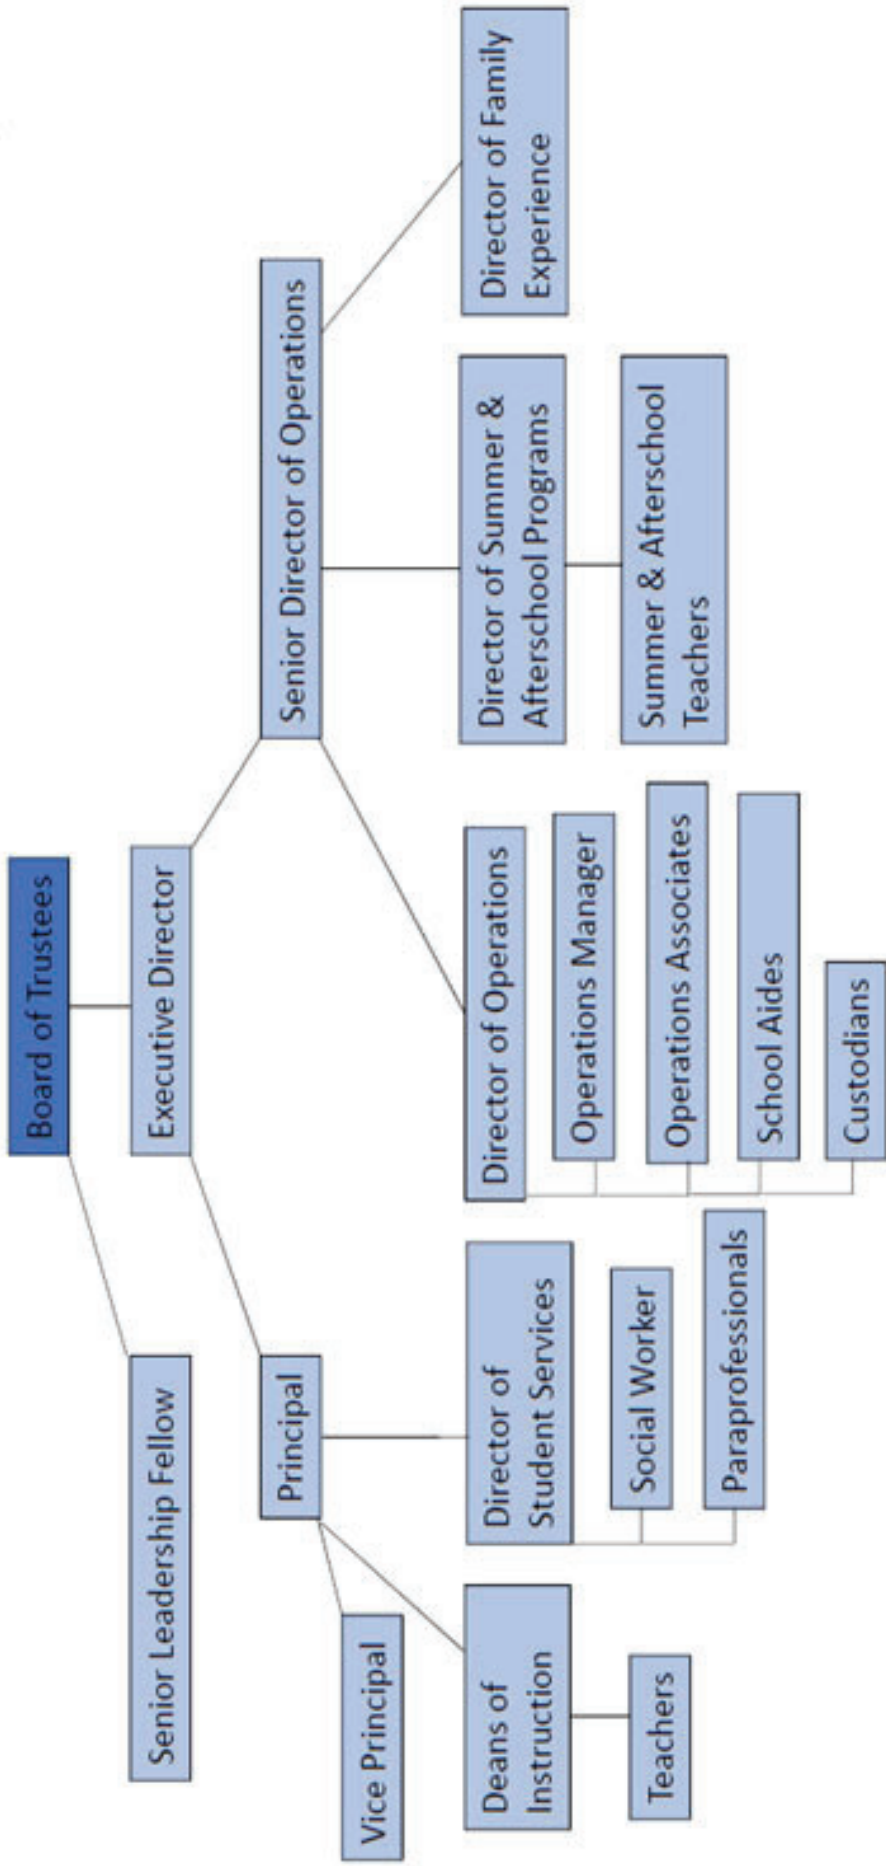 Board of Trustees
Senior Leadership Fellow
Executive Director
Principal
Senior Director of Operations
Vice Principal
Deans of
Instruction
Director of
Student Services
Director of Operations
Director of Summer &
Afterschool Programs
Director of Family
Experience
Teachers
Social Worker
Paraprofessionals
Operations Manager
Operations Associates
School Aides
Custodians
Summer & Afterschool
Teachers